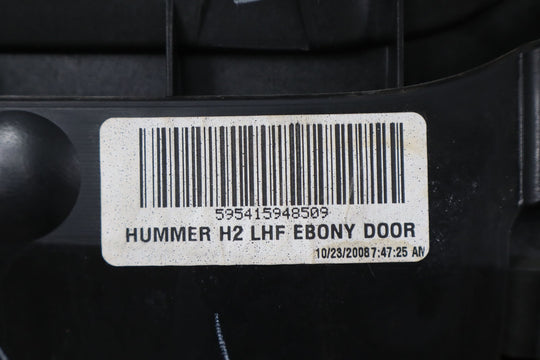 595415948509
HUMMER H2 LHF EBONY DOOR
10/23/2008 7:47:25 AM